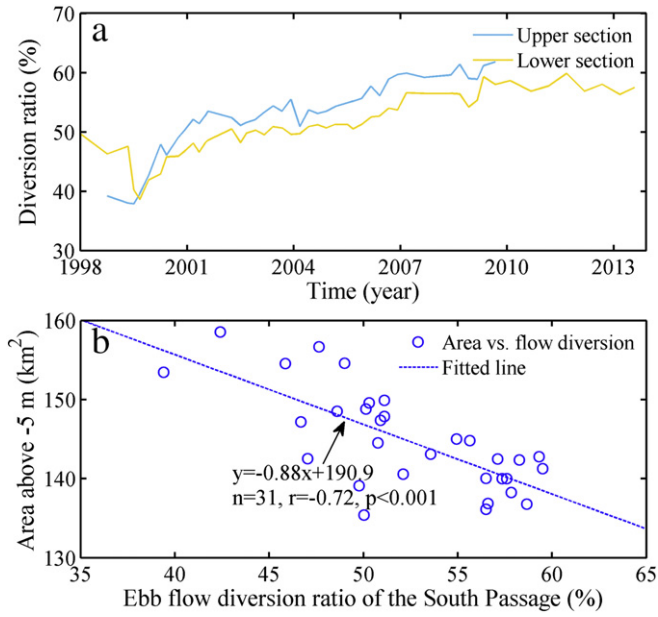 70
60
50
40
30
Diversion ratio (%)
a
Upper section
Lower section
1998 2001 2004 2007 2010 2013
Time (year)
160
150
140
130
Area above -5 m (km²)
b
Area vs. flow diversion
Fitted line
y=-0.88x+190.9
n=31, r=-0.72, p<0.001
35 40 45 50 55 60 65
Ebb flow diversion ratio of the South Passage (%)